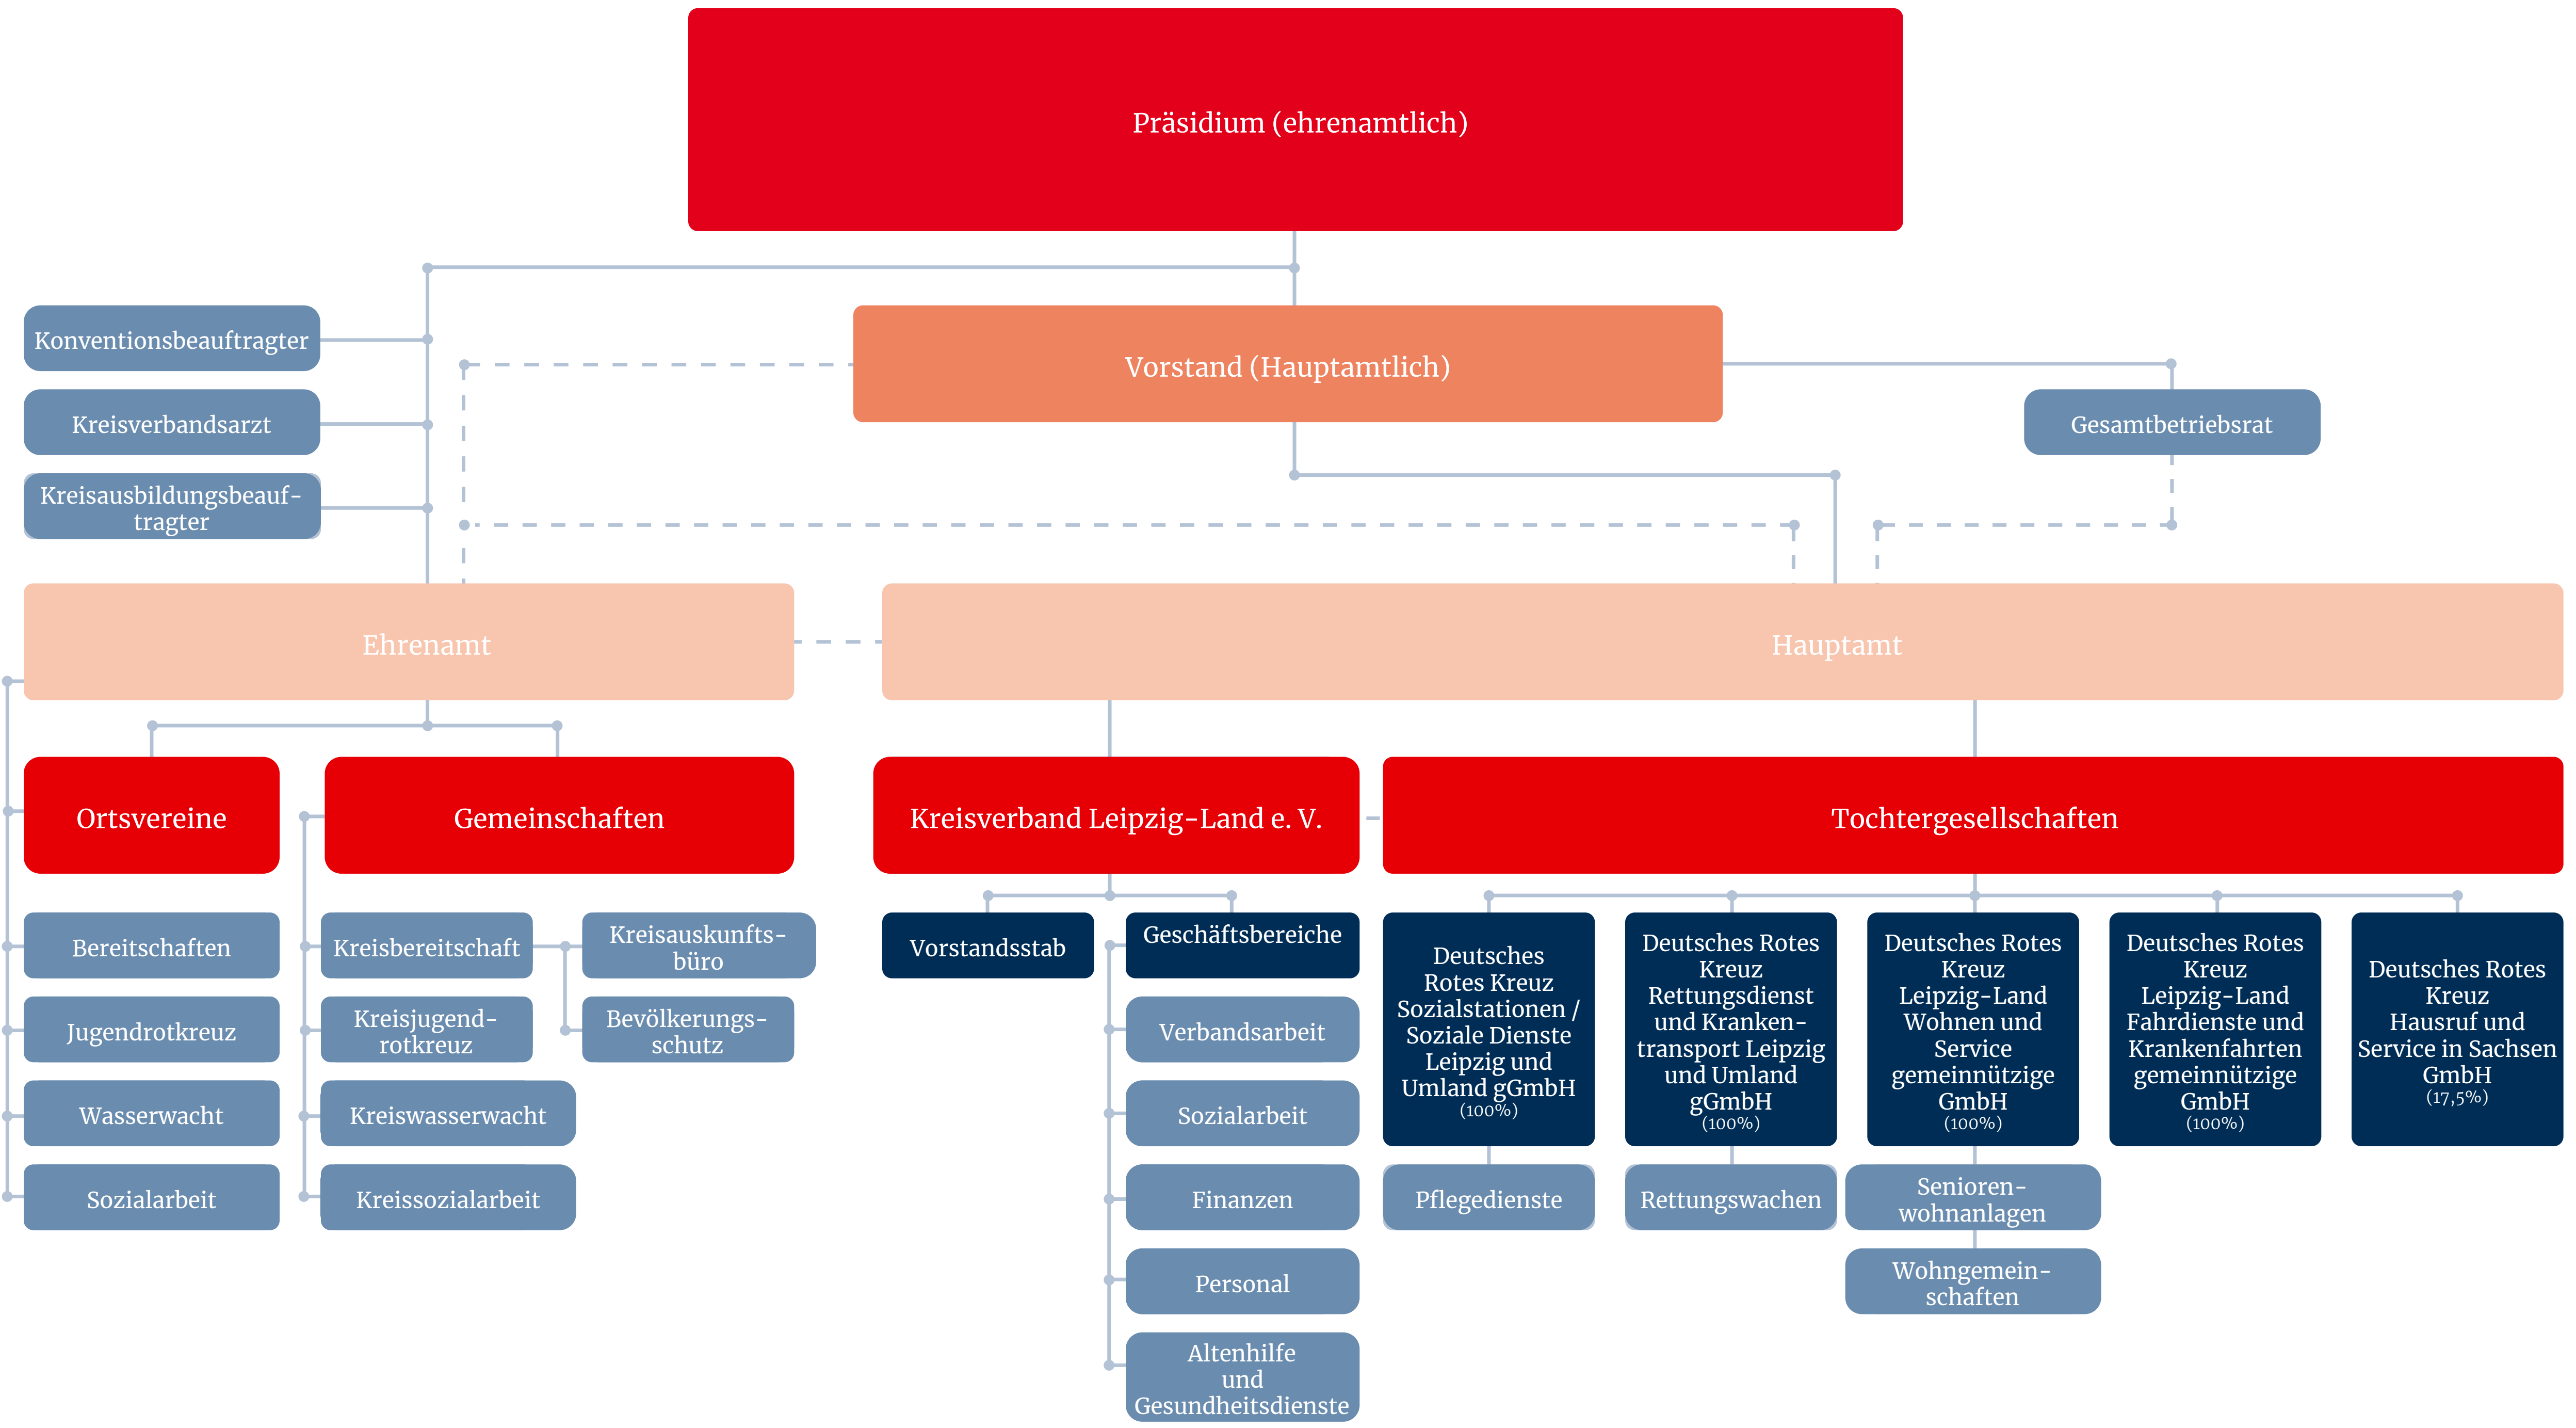 Präsidium (ehrenamtlich)
Vorstand (Hauptamtlich)
Konventionsbeauftragter
Kreisverbandsarzt
Kreisausbildungsbeauf-
tragter
Gesamtbetriebsrat
Ehrenamt
Hauptamt
Ortsvereine
Gemeinschaften
Kreisverband Leipzig-Land e. V.
Tochtergesellschaften
Bereitschaften
Jugendrotkreuz
Wasserwacht
Sozialarbeit
Kreisbereitschaft
Kreisjugend-
rotkreuz
Kreiswasserwacht
Kreissozialarbeit
Kreisauskunfts-
büro
Bevölkerungs-
schutz
Vorstandsstab
Geschäftsbereiche
Verbandsarbeit
Sozialarbeit
Finanzen
Personal
Altenhilfe
und
Gesundheitsdienste
Deutsches
Rotes Kreuz
Sozialstationen /
Soziale Dienste
Leipzig und
Umland gGmbH
(100%)
Pflegedienste
Deutsches Rotes
Kreuz
Rettungsdienst
und Kranken-
transport Leipzig
und Umland
gGmbH
(100%)
Rettungswachen
Deutsches Rotes
Kreuz
Leipzig-Land
Wohnen und
Service
gemeinnützige
GmbH
(100%)
Senioren-
wohnanlagen
Wohngemein-
schaften
Deutsches Rotes
Kreuz
Leipzig-Land
Fahrdienste und
Krankenfahrten
gemeinnützige
GmbH
(100%)
Deutsches Rotes
Kreuz
Hausruf und
Service in Sachsen
GmbH
(17,5%)